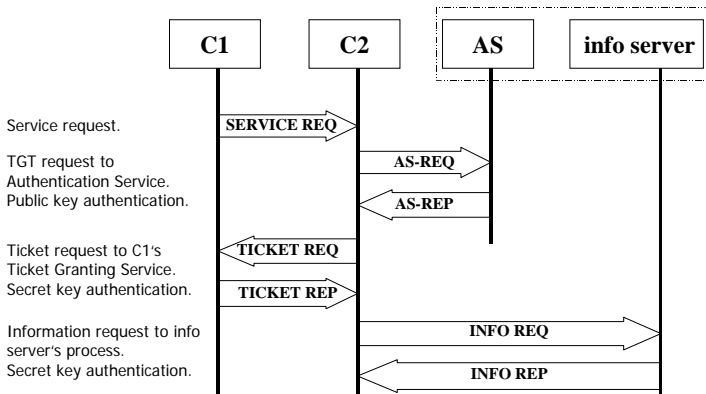 C1 C2 AS info server
Service request.
SERVICE REQ
TGT request to
Authentication Service.
Public key authentication.
AS-REQ
AS-REP
Ticket request to C1's
Ticket Granting Service.
Secret key authentication.
TICKET REQ
TICKET REP
Information request to info
server's process.
Secret key authentication.
INFO REQ
INFO REP